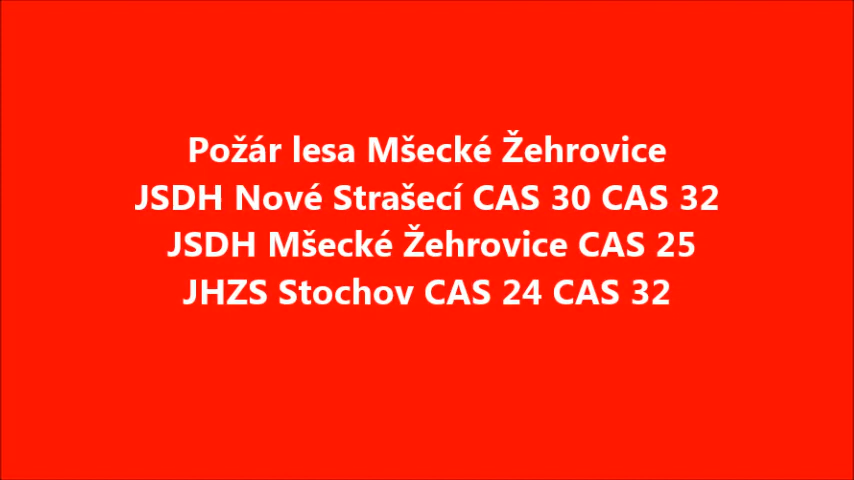 Požár lesa Mšecké Žehrovice
JSDH Nové Strašecí CAS 30 CAS 32
JSDH Mšecké Žehrovice CAS 25
JHZS Stochov CAS 24 CAS 32